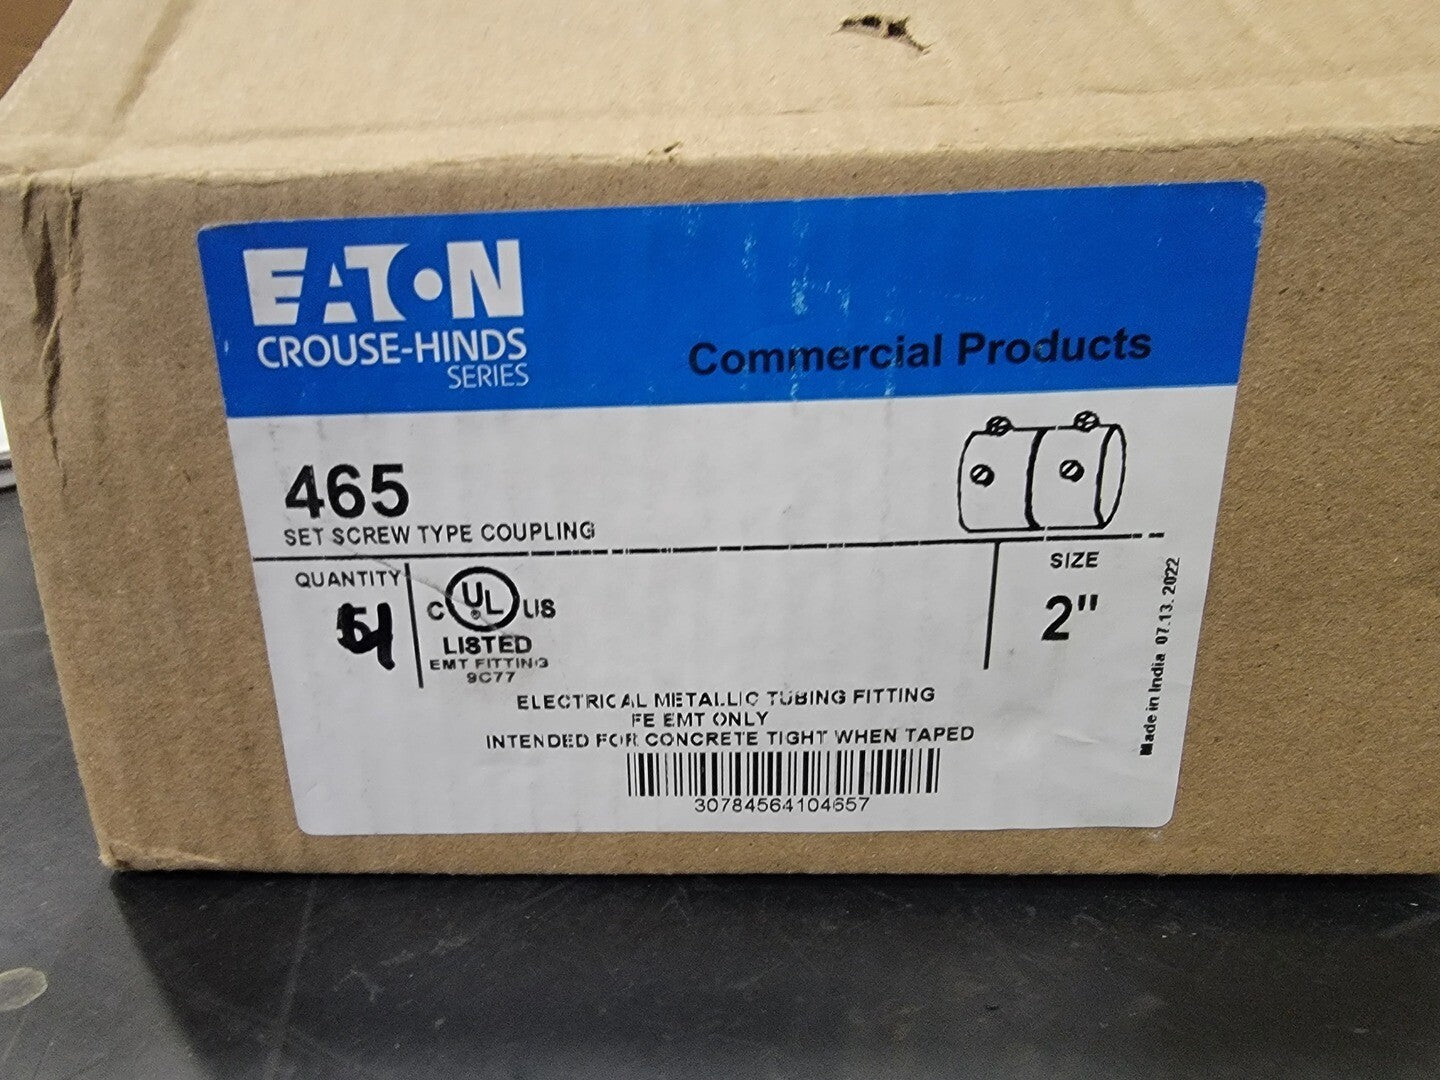 EATON
CROUSE-HINDS
SERIES
Commercial Products
465
SET SCREW TYPE COUPLING
QUANTITY
4
C UL US
®
LISTED
EMT FITTING
9C77
SIZE
2"
ELECTRICAL METALLIC TUBING FITTING
FE EMT ONLY
INTENDED FOR CONCRETE TIGHT WHEN TAPED
30784564104657
Made in India 07.13.2022